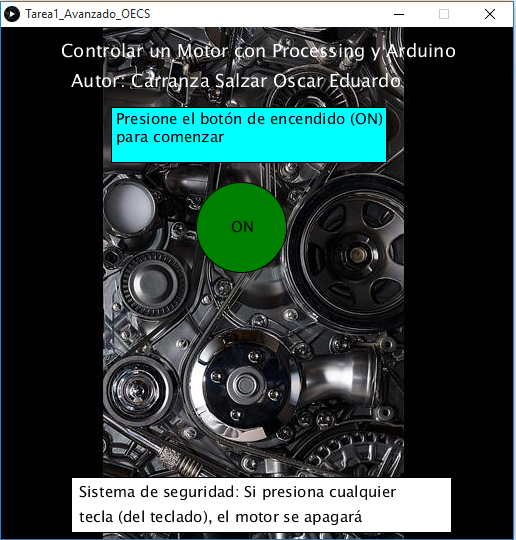 Tarea1_Avanzado_OECS
Controlar un Motor con Processing y Arduino
Autor: Carranza Salzar Oscar Eduardo
Presione el botón de encendido (ON)
para comenzar
ON
Sistema de seguridad: Si presiona cualquier
tecla (del teclado), el motor se apagará